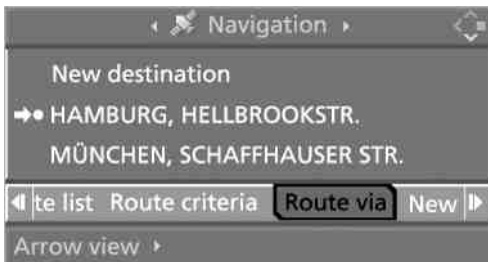 Navigation
New destination
HAMBURG, HELLBROOKSTR.
MÜNCHEN, SCHAFFHAUSER STR.
te list Route criteria Route via New
Arrow view